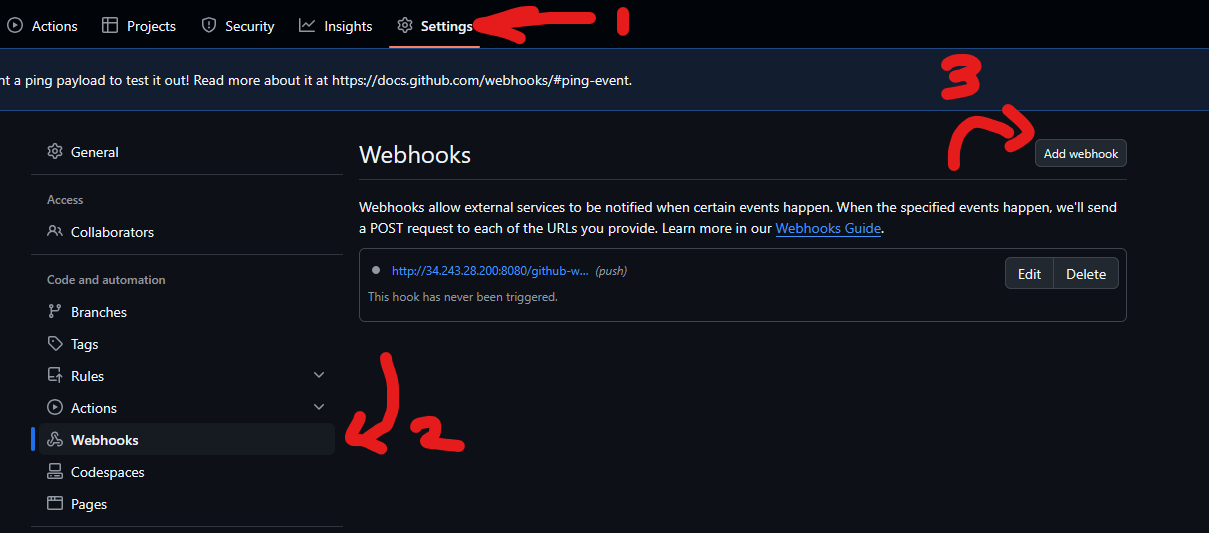 Actions Projects Security Insights Settings 1
nt a ping payload to test it out! Read more about it at https://docs.github.com/webhooks/#ping-event.
3
General
Access
Collaborators
Code and automation
Branches
Tags
Rules
Actions
Webhooks
Codespaces
Pages
2
Webhooks
Add webhook
Webhooks allow external services to be notified when certain events happen. When the specified events happen, we'll send
a POST request to each of the URLs you provide. Learn more in our Webhooks Guide.
http://34.243.28.200:8080/github-w... (push)
Edit Delete
This hook has never been triggered.